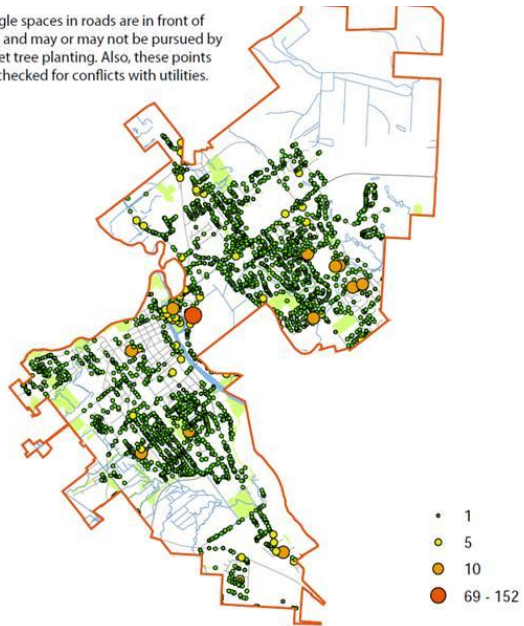 gle spaces in roads are in front of
and may or may not be pursued by
et tree planting. Also, these points
checked for conflicts with utilities.
1
5
10
69 - 152